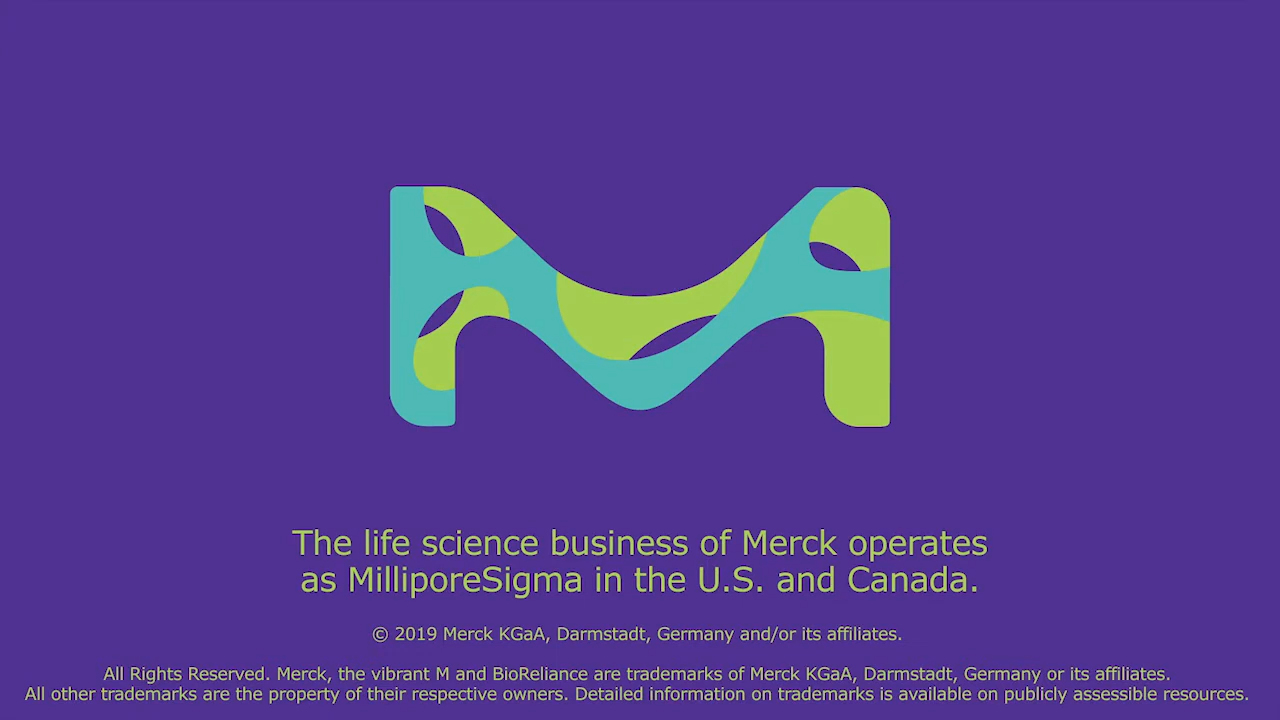 The life science business of Merck operates
as MilliporeSigma in the U.S. and Canada.
© 2019 Merck KGaA, Darmstadt, Germany and/or its affiliates.
All Rights Reserved. Merck, the vibrant M and BioReliance are trademarks of Merck KGaA, Darmstadt, Germany or its affiliates.
All other trademarks are the property of their respective owners. Detailed information on trademarks is available on publicly assessible resources.